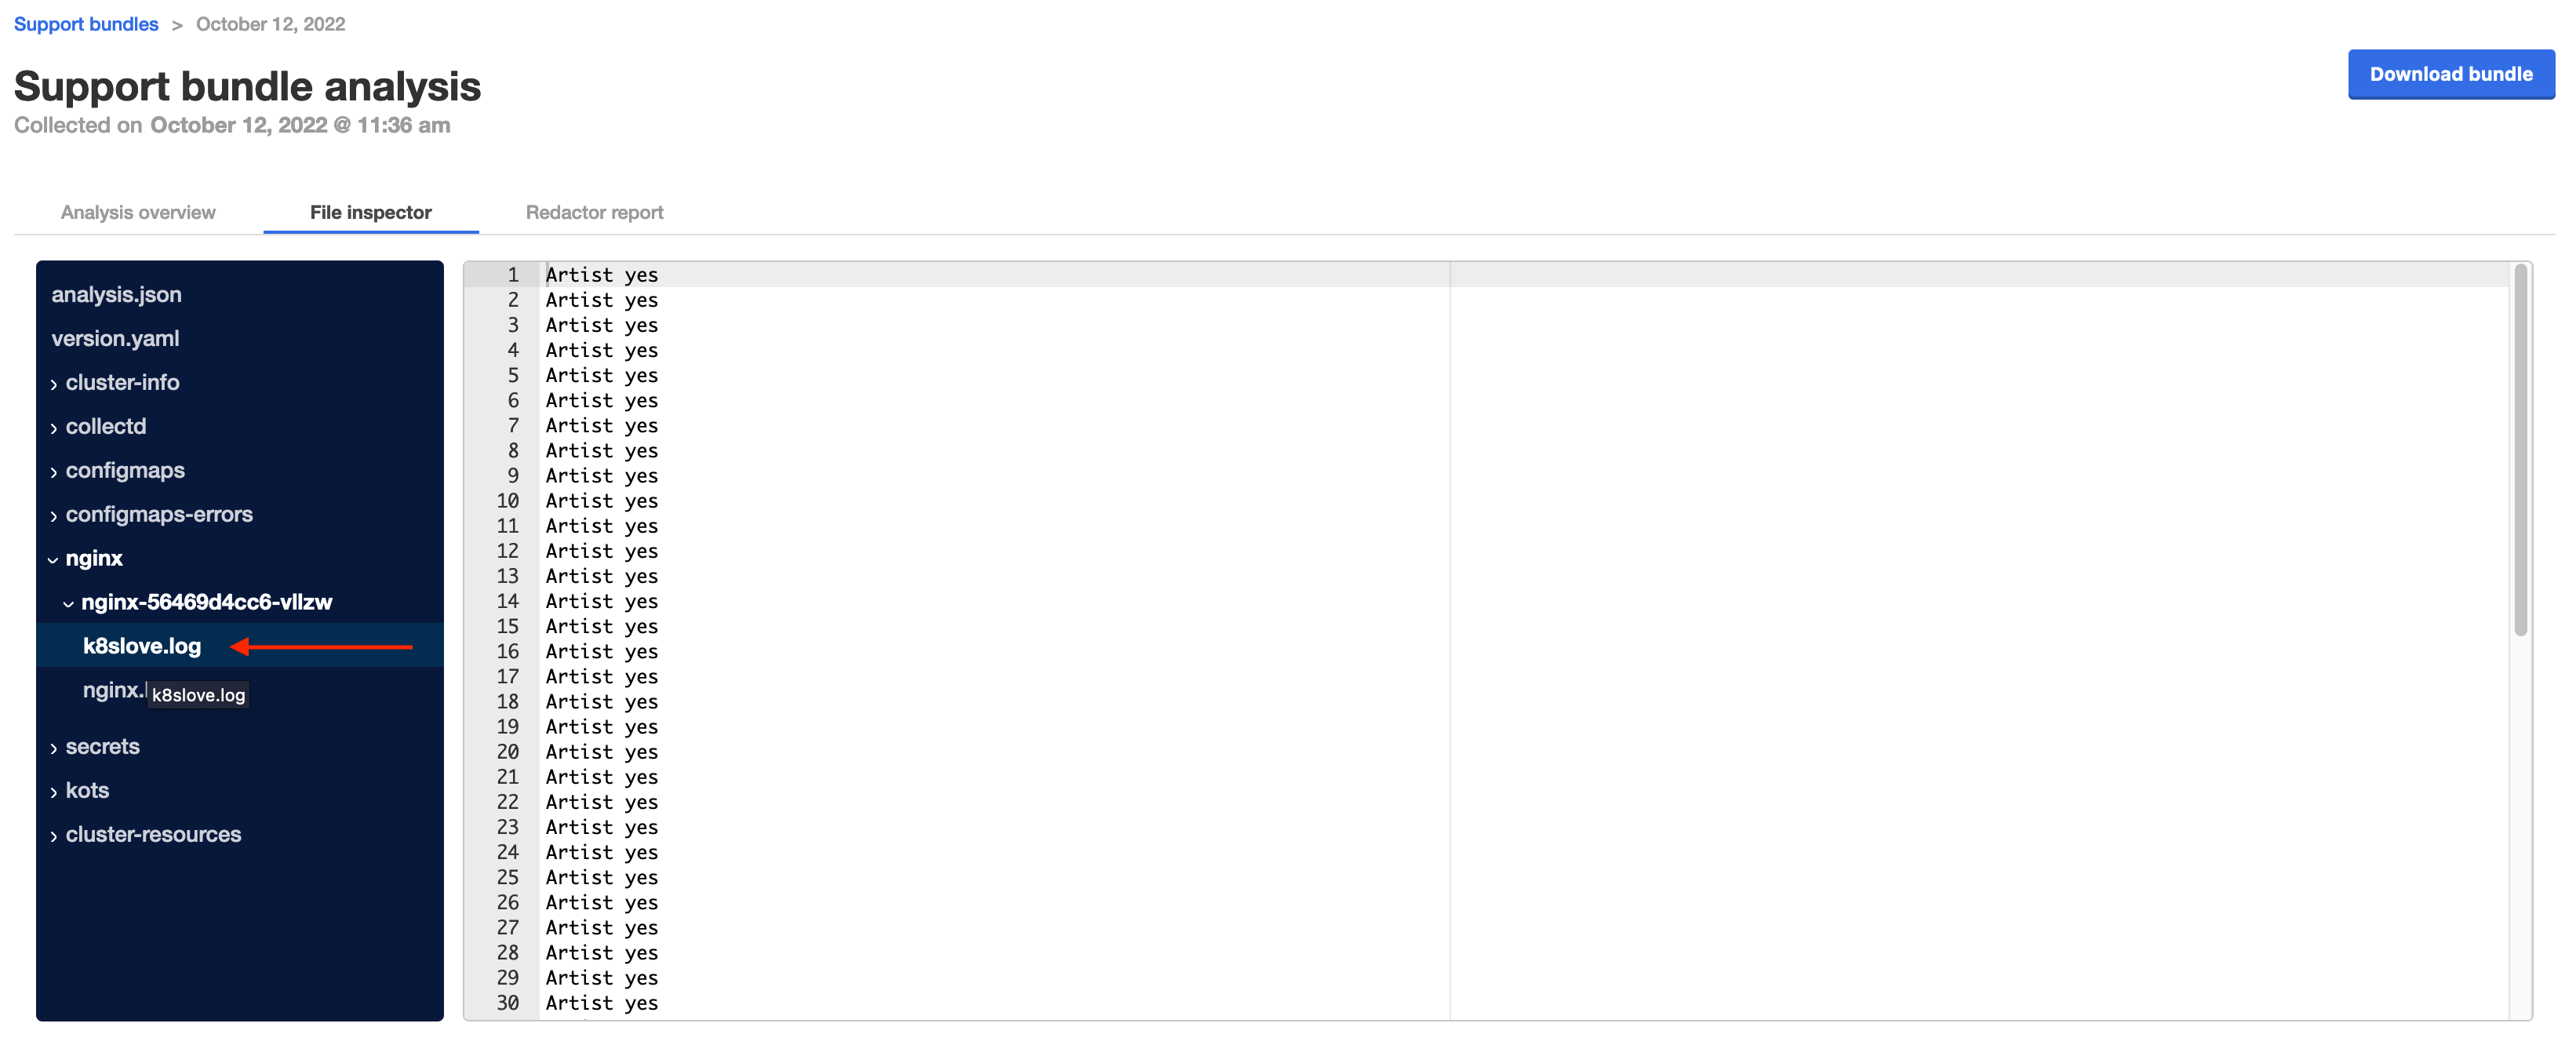 Support bundles > October 12, 2022
Support bundle analysis
Collected on October 12, 2022 @ 11:36 am
Download bundle
Analysis overview File inspector Redactor report
analysis.json
version.yaml
cluster-info
collectd
configmaps
configmaps-errors
nginx
nginx-56469d4cc6-vllzw
k8slove.log
nginx.
k8slove.log
secrets
kots
cluster-resources
1 Artist yes
2 Artist yes
3 Artist yes
4 Artist yes
5 Artist yes
6 Artist yes
7 Artist yes
8 Artist yes
9 Artist yes
10 Artist yes
11 Artist yes
12 Artist yes
13 Artist yes
14 Artist yes
15 Artist yes
16 Artist yes
17 Artist yes
18 Artist yes
19 Artist yes
20 Artist yes
21 Artist yes
22 Artist yes
23 Artist yes
24 Artist yes
25 Artist yes
26 Artist yes
27 Artist yes
28 Artist yes
29 Artist yes
30 Artist yes